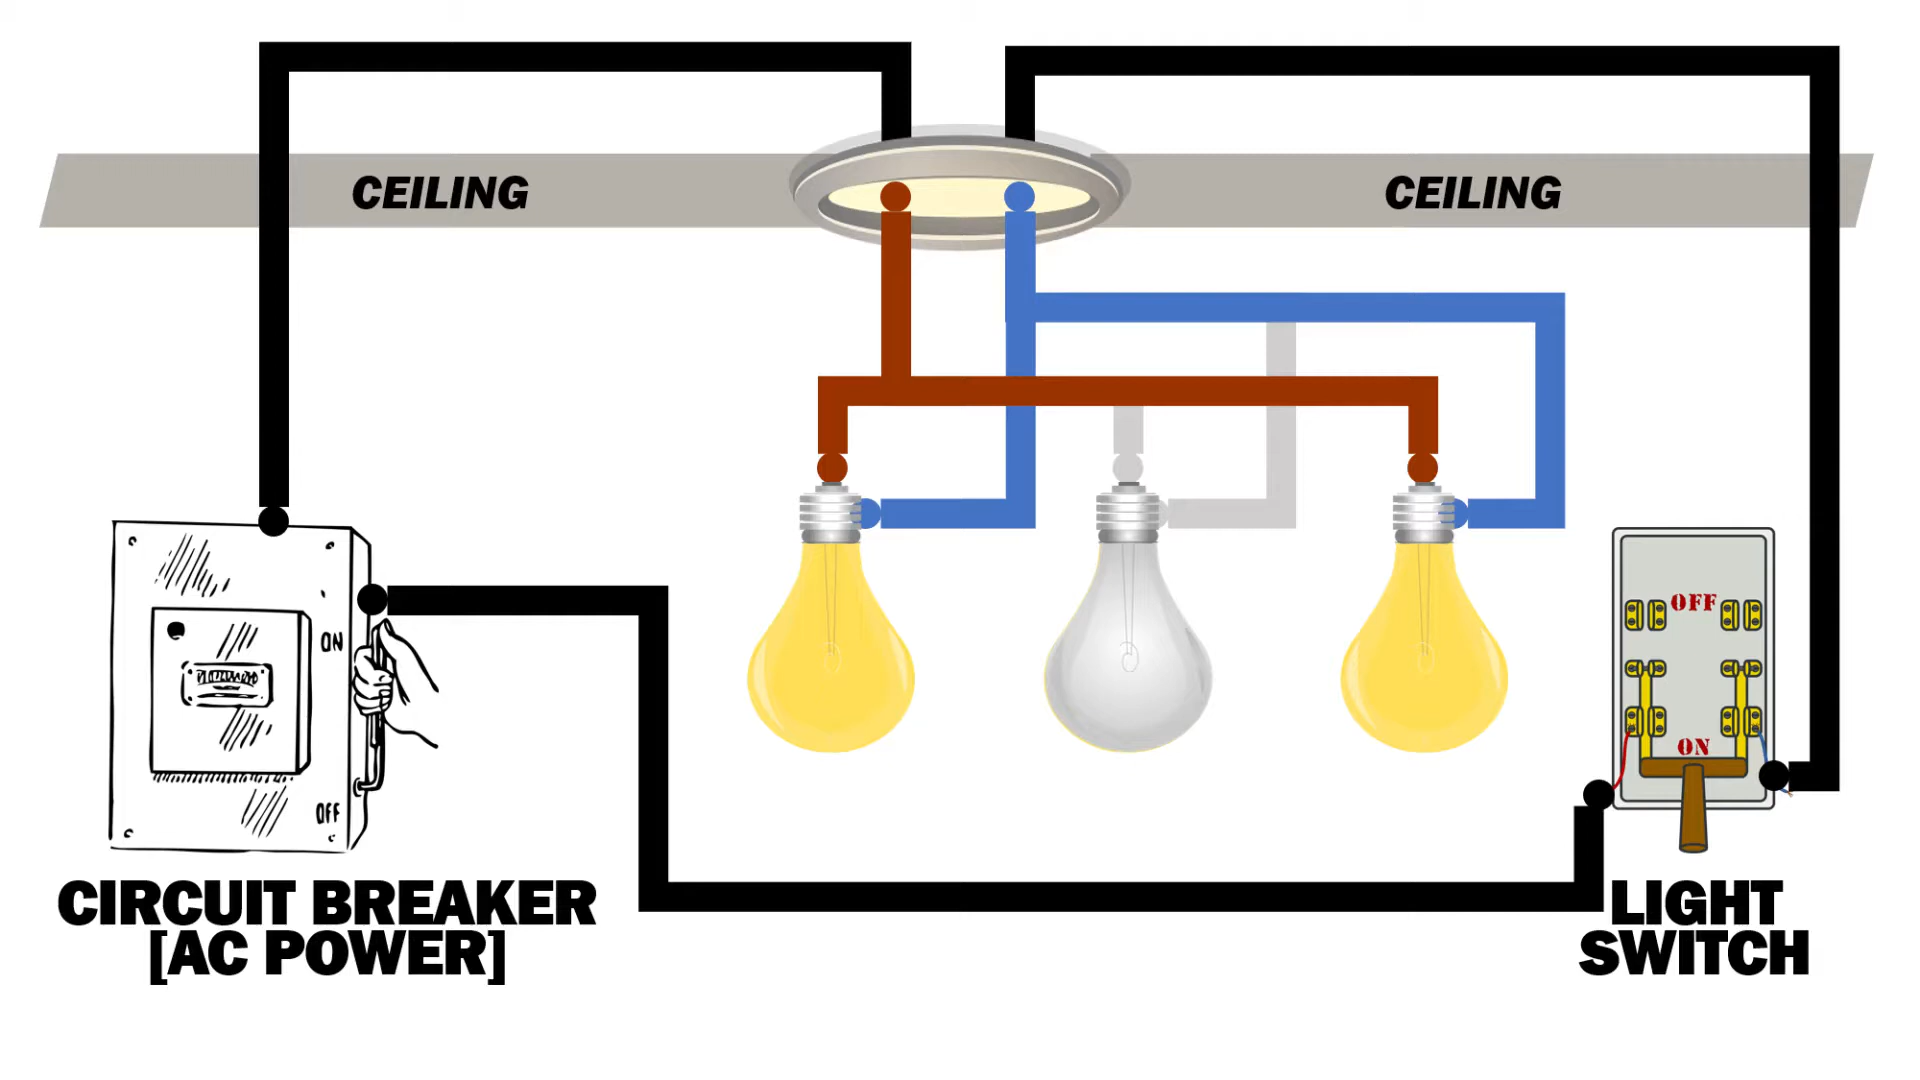 CEILING
CEILING
ON
OFF
OFF
ON
CIRCUIT BREAKER
[AC POWER]
LIGHT
SWITCH